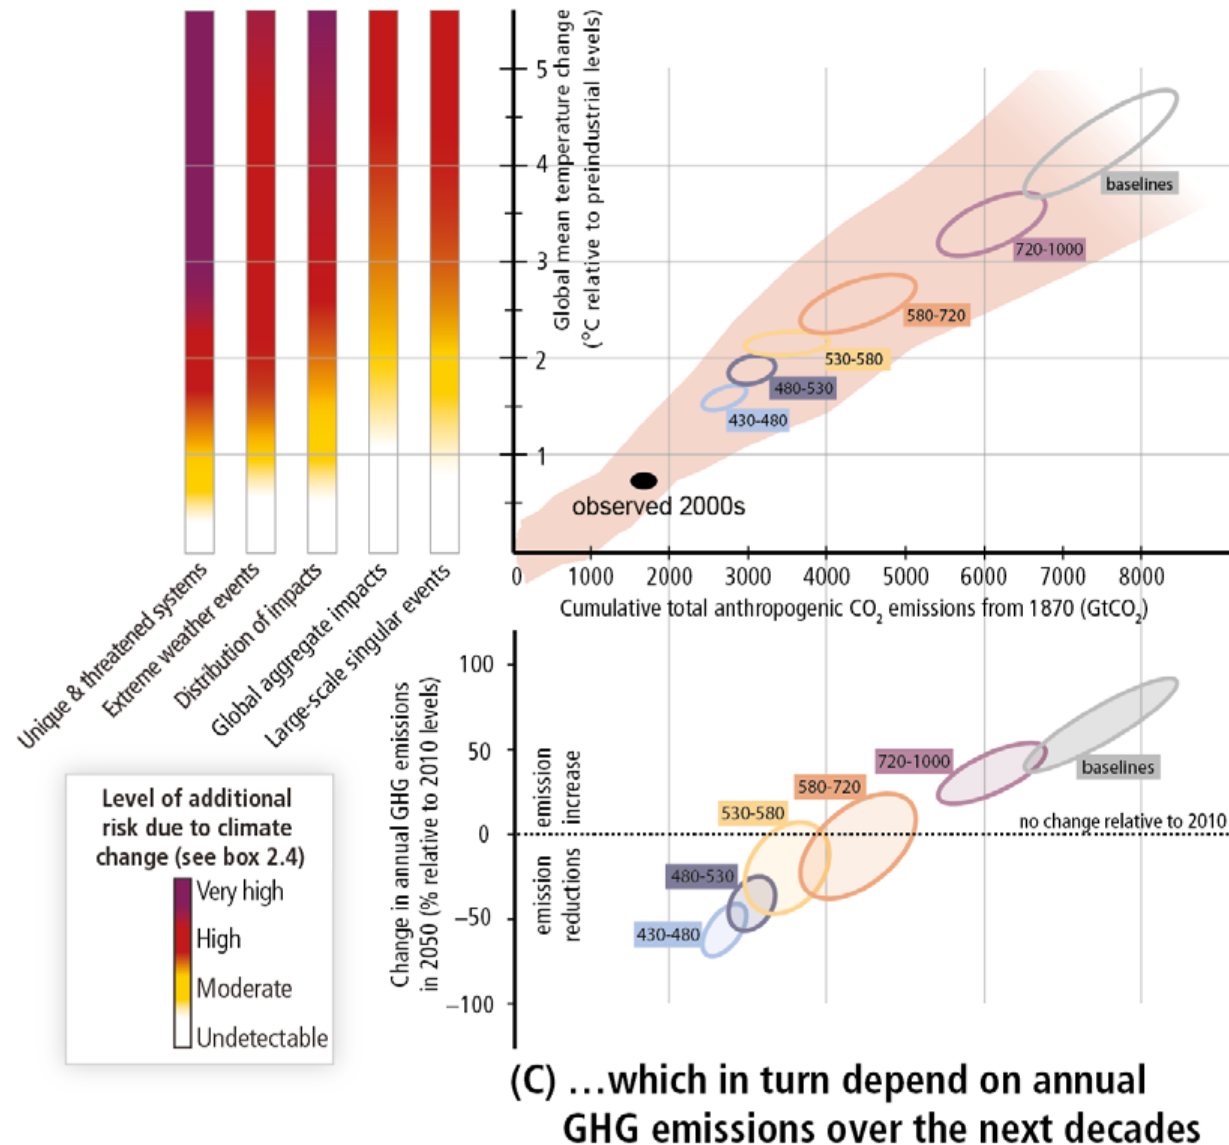 5
4
3
2
1
Global mean temperature change
(°C relative to preindustrial levels)
baselines
720-1000
580-720
530-580
480-530
430-480
observed 2000s
0 1000 2000 3000 4000 5000 6000 7000 8000
Cumulative total anthropogenic CO₂ emissions from 1870 (GtCO₂)
Unique & threatened systems
Extreme weather events
Distribution of impacts
Global aggregate impacts
Large-scale singular events
Level of additional
risk due to climate
change (see box 2.4)
Very high
High
Moderate
Undetectable
100
50
0
−50
−100
Change in annual GHG emissions
in 2050 (% relative to 2010 levels)
emission
increase
emission
reductions
720-1000
baselines
580-720
530-580
no change relative to 2010
480-530
430-480
(C) ...which in turn depend on annual
GHG emissions over the next decades